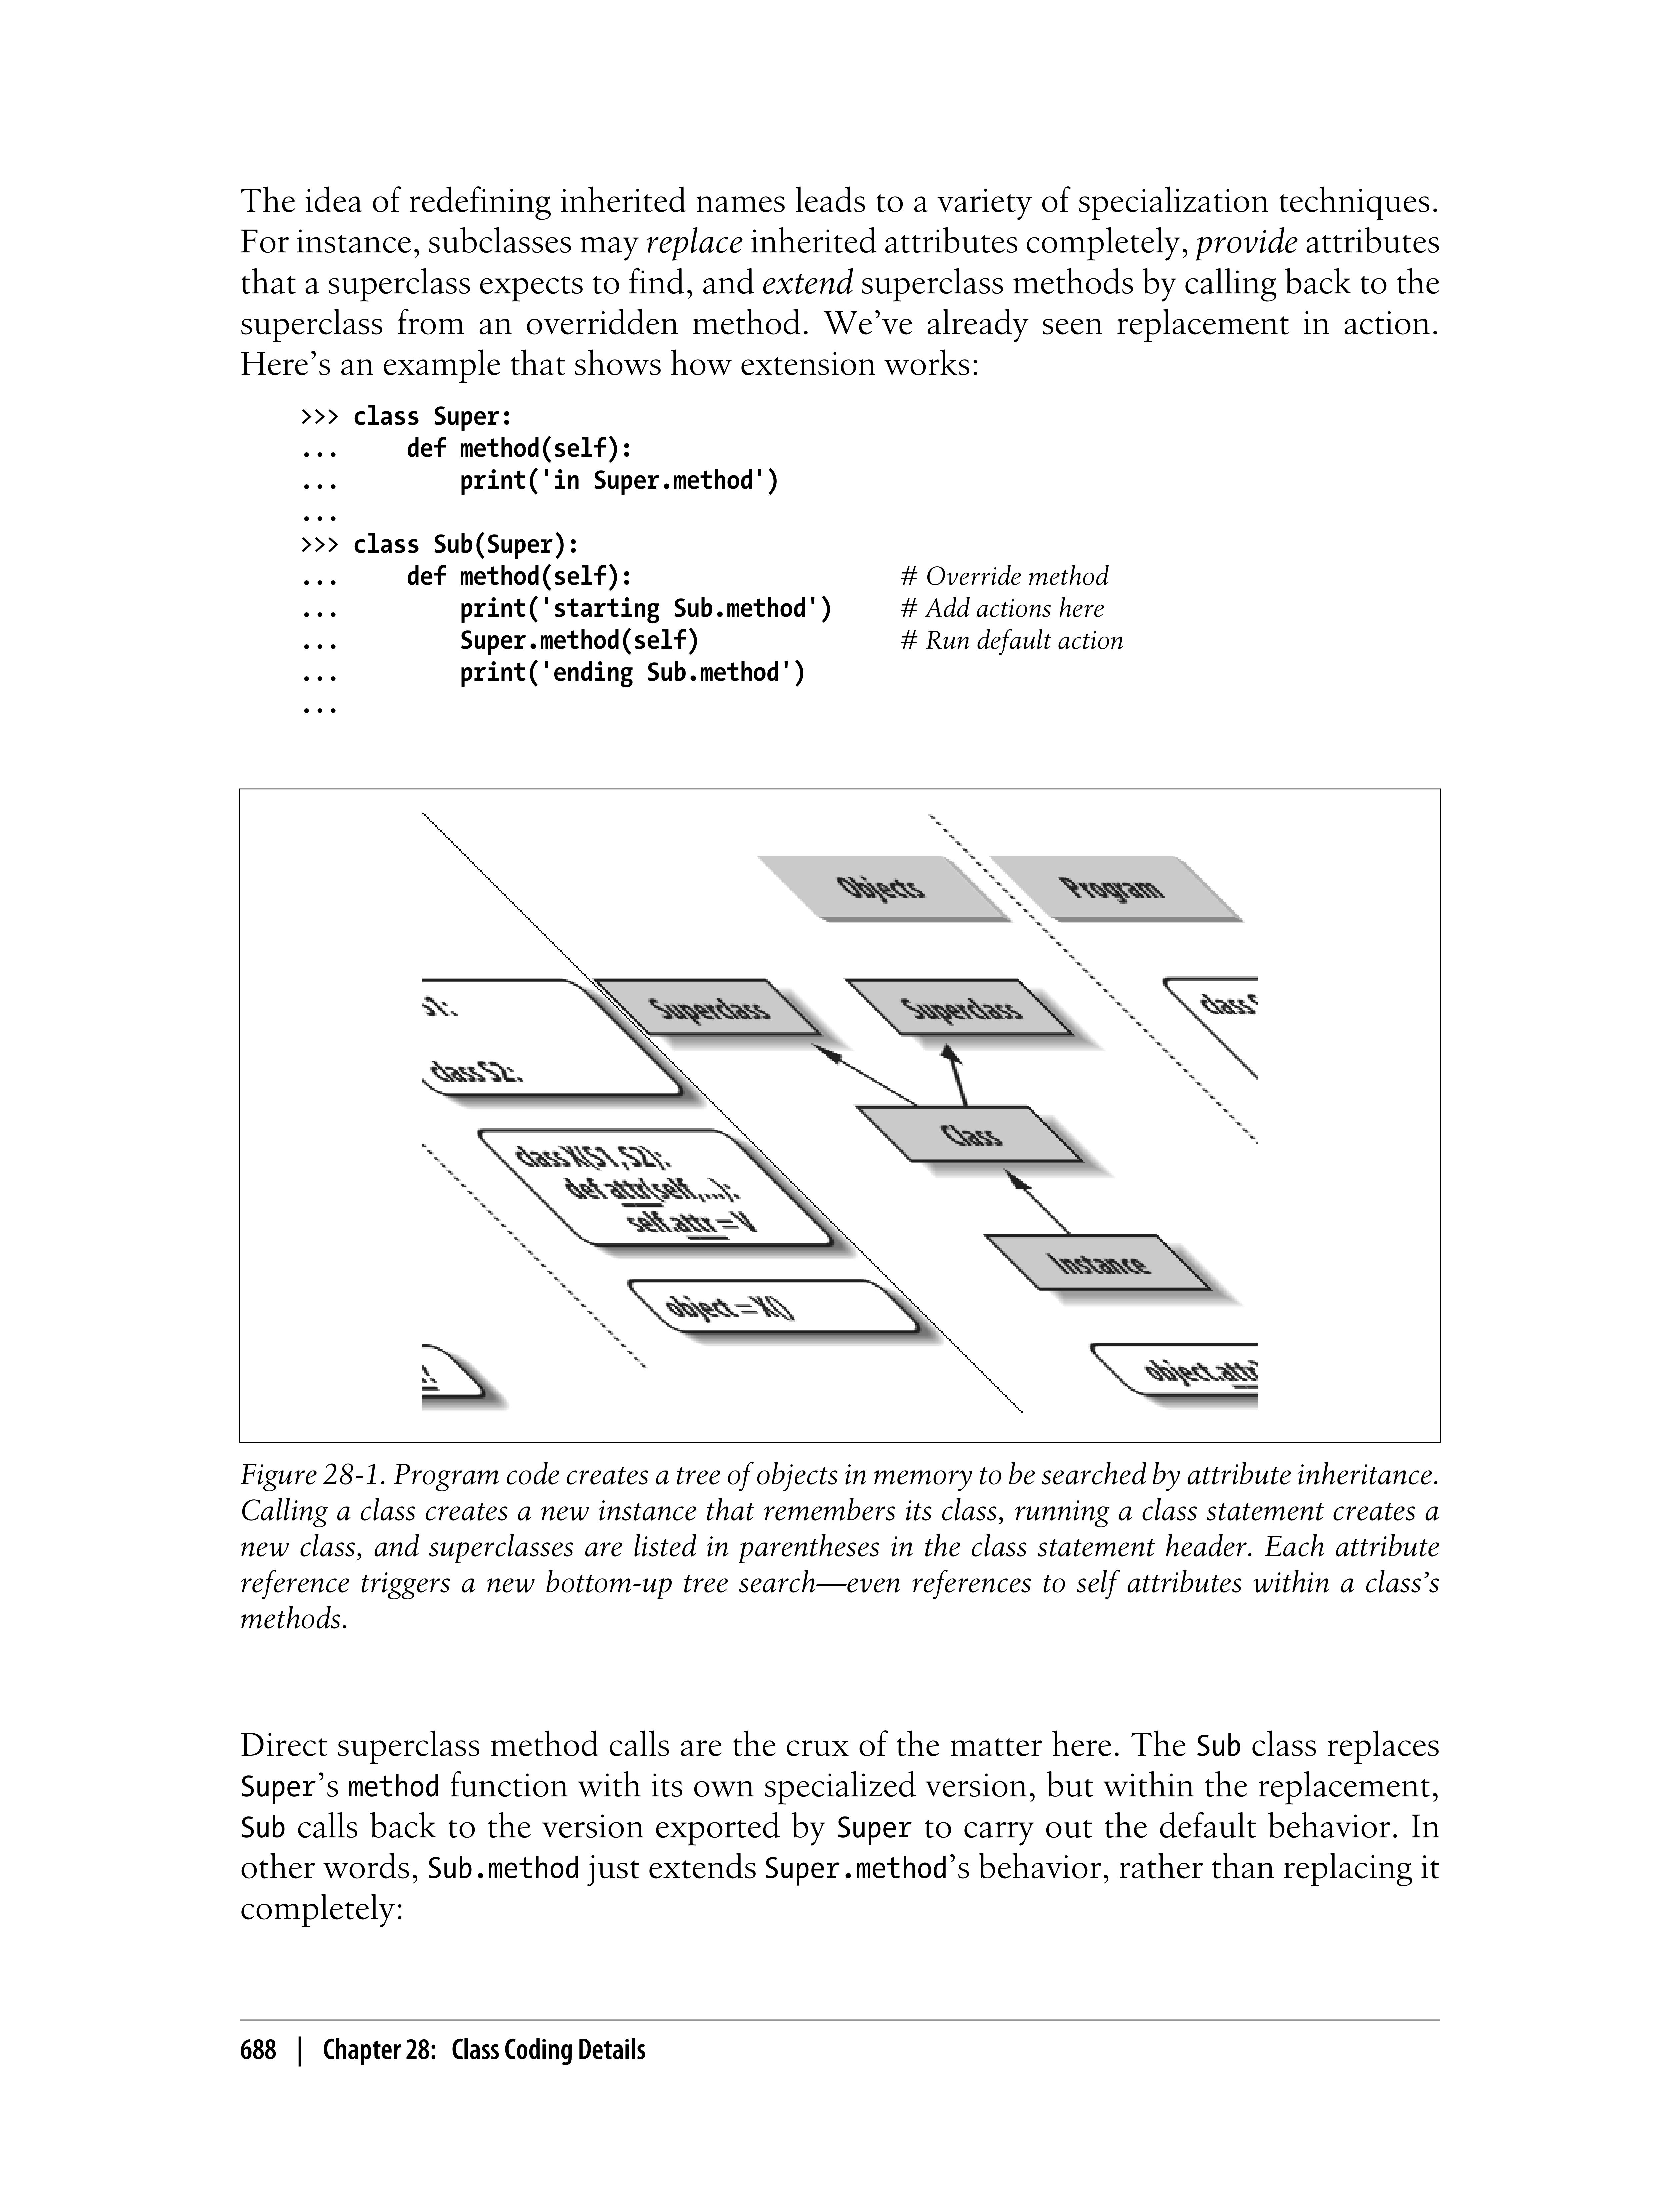 The idea of redefining inherited names leads to a variety of specialization techniques.
For instance, subclasses may replace inherited attributes completely, provide attributes
that a superclass expects to find, and extend superclass methods by calling back to the
superclass from an overridden method. We've already seen replacement in action.
Here's an example that shows how extension works:
>>> class Super:
...     def method(self):
...         print('in Super.method')
...
>>> class Sub(Super):
...     def method(self):                    # Override method
...         print('starting Sub.method')     # Add actions here
...         Super.method(self)               # Run default action
...         print('ending Sub.method')
...
Objects
Program
Superclass
Superclass
class S
class S2:
Class
class X(S1, S2):
def attr(self,...):
self.attr = V
Instance
object = X()
object.attr
Figure 28-1. Program code creates a tree of objects in memory to be searched by attribute inheritance.
Calling a class creates a new instance that remembers its class, running a class statement creates a
new class, and superclasses are listed in parentheses in the class statement header. Each attribute
reference triggers a new bottom-up tree search—even references to self attributes within a class's
methods.
Direct superclass method calls are the crux of the matter here. The Sub class replaces
Super's method function with its own specialized version, but within the replacement,
Sub calls back to the version exported by Super to carry out the default behavior. In
other words, Sub.method just extends Super.method's behavior, rather than replacing it
completely:
688 | Chapter 28: Class Coding Details